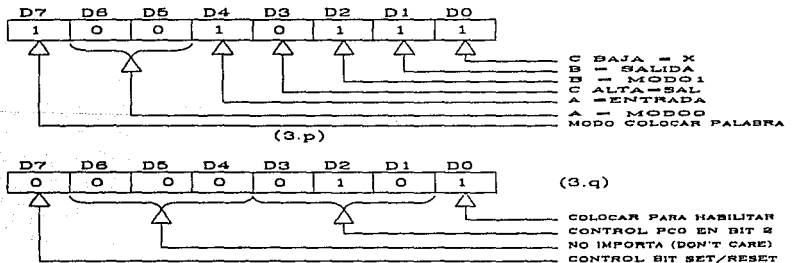 D7 D6 D5 D4 D3 D2 D1 D0
1 0 0 1 0 1 1 1
C BAJA = X
B = SALIDA
B = MODO1
C ALTA=SAL
A =ENTRADA
A = MODO0
MODO COLOCAR PALABRA
(3.p)
D7 D6 D5 D4 D3 D2 D1 D0
0 0 0 0 0 1 0 1
(3.q)
COLOCAR PARA HABILITAR
CONTROL PC0 EN BIT 2
NO IMPORTA (DON'T CARE)
CONTROL BIT SET/RESET